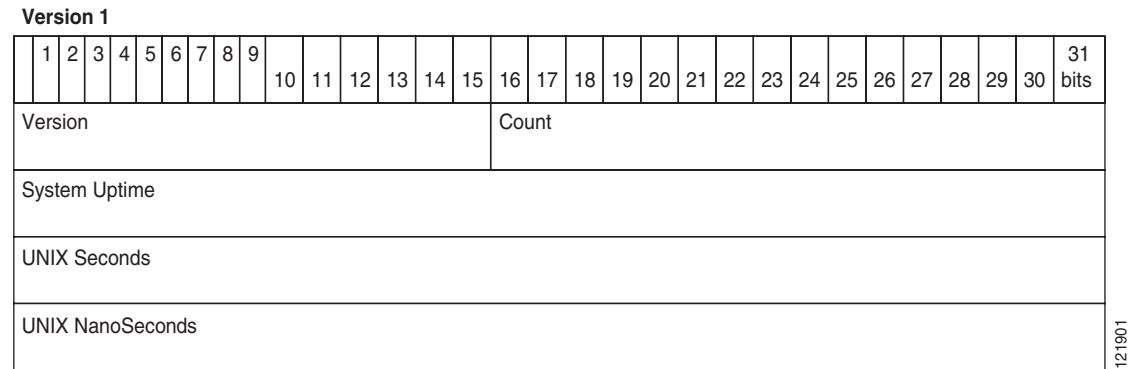 Version 1
1 2 3 4 5 6 7 8 9 10 11 12 13 14 15 16 17 18 19 20 21 22 23 24 25 26 27 28 29 30 31 bits
Version Count
System Uptime
UNIX Seconds
UNIX NanoSeconds
121901